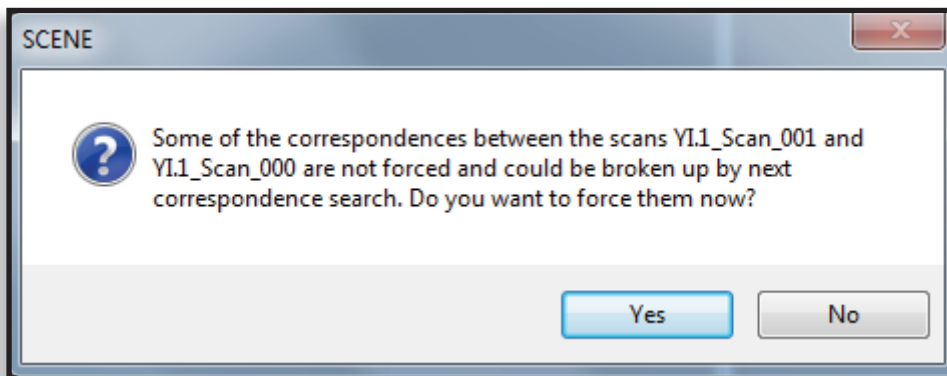 SCENE
Some of the correspondences between the scans YI.1_Scan_001 and
YI.1_Scan_000 are not forced and could be broken up by next
correspondence search. Do you want to force them now?
Yes
No